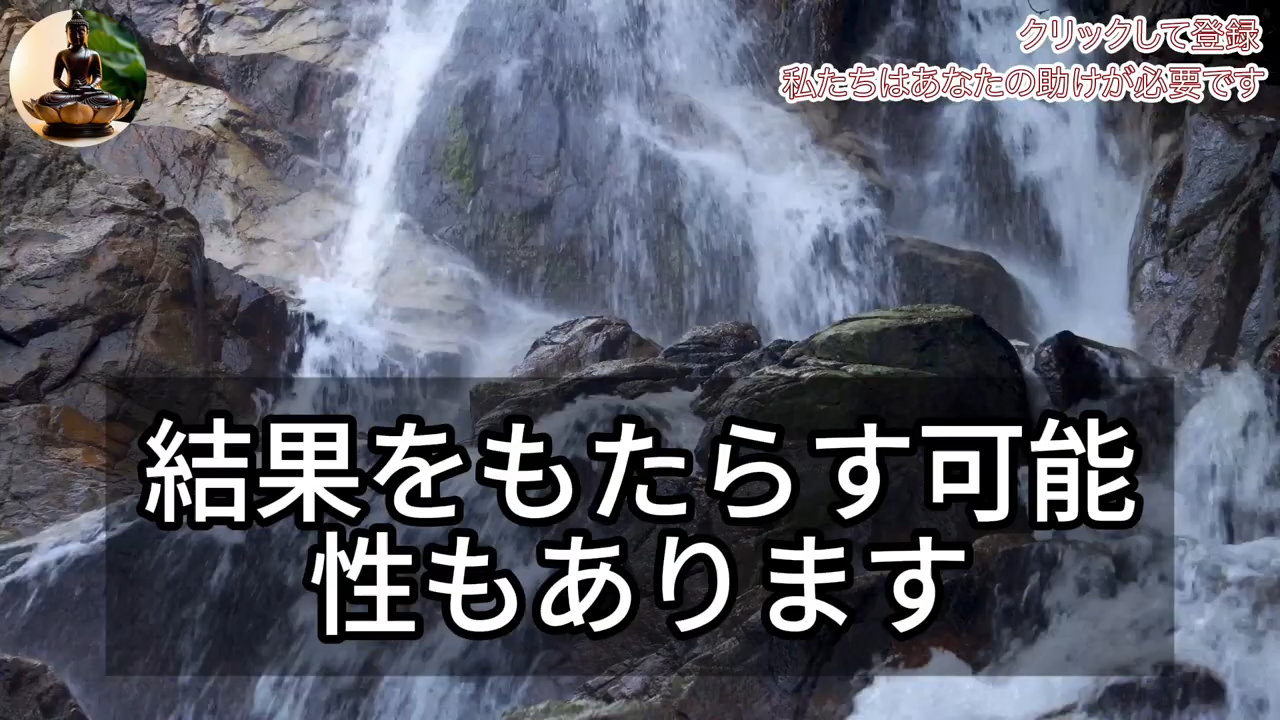 クリックして登録
私たちはあなたの助けが必要です
結果をもたらす可能
性もあります